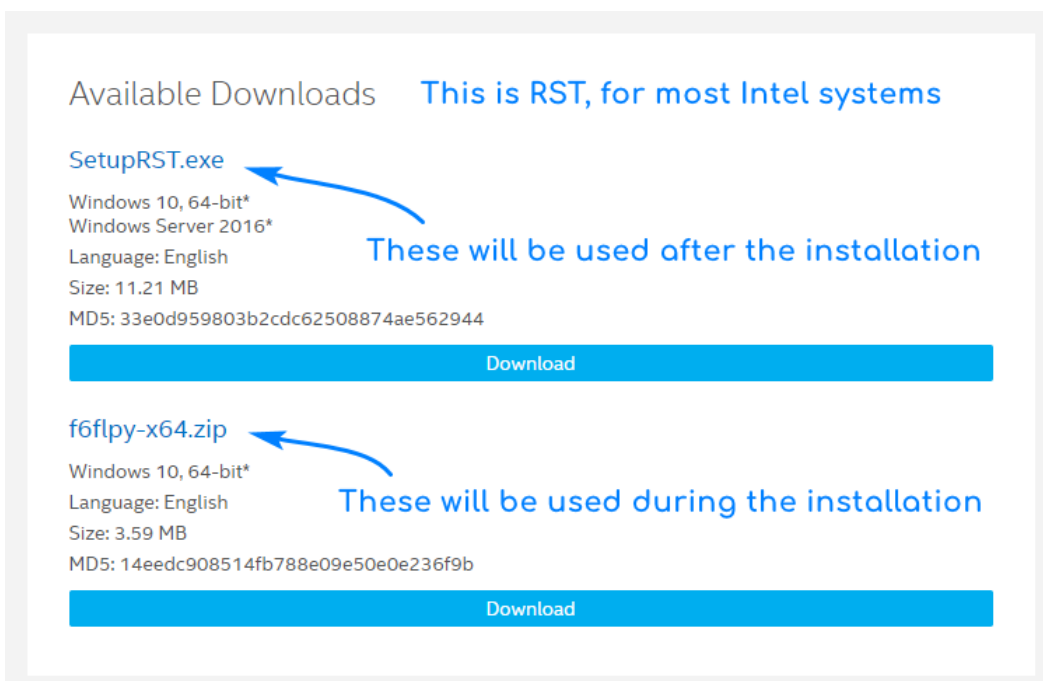 Available Downloads This is RST, for most Intel systems
SetupRST.exe
Windows 10, 64-bit*
Windows Server 2016*
These will be used after the installation
Language: English
Size: 11.21 MB
MD5: 33e0d959803b2cdc62508874ae562944
Download
f6flpy-x64.zip
Windows 10, 64-bit*
Language: English These will be used during the installation
Size: 3.59 MB
MD5: 14eedc908514fb788e09e50e0e236f9b
Download